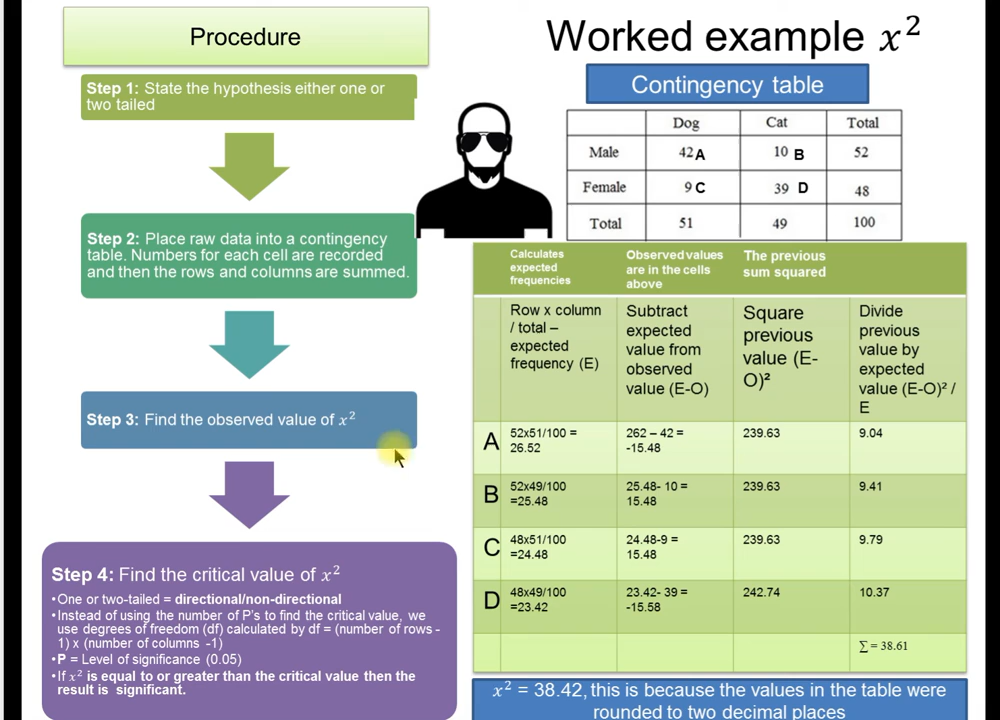 Procedure
Step 1: State the hypothesis either one or
two tailed
Step 2: Place raw data into a contingency
table. Numbers for each cell are recorded
and then the rows and columns are summed.
Step 3: Find the observed value of x²
Step 4: Find the critical value of x²
•One or two-tailed = directional/non-directional
•Instead of using the number of P's to find the critical value, we
use degrees of freedom (df) calculated by df = (number of rows -
1) x (number of columns -1)
•P = Level of significance (0.05)
•If x² is equal to or greater than the critical value then the
result is significant.
Worked example x²
Contingency table
Dog Cat Total
Male 42 A 10 B 52
Female 9 C 39 D 48
Total 51 49 100
Calculates
expected
frequencies
Observed values
are in the cells
above
The previous
sum squared
Row x column
/ total –
expected
frequency (E)
Subtract
expected
value from
observed
value (E-O)
Square
previous
value (E-
O)²
Divide
previous
value by
expected
value (E-O)² /
E
A
52x51/100 =
26.52
262 – 42 =
-15.48
239.63
9.04
B
52x49/100
=25.48
25.48- 10 =
15.48
239.63
9.41
C
48x51/100
=24.48
24.48-9 =
15.48
239.63
9.79
D
48x49/100
=23.42
23.42- 39 =
-15.58
242.74
10.37
∑ = 38.61
x² = 38.42, this is because the values in the table were
rounded to two decimal places